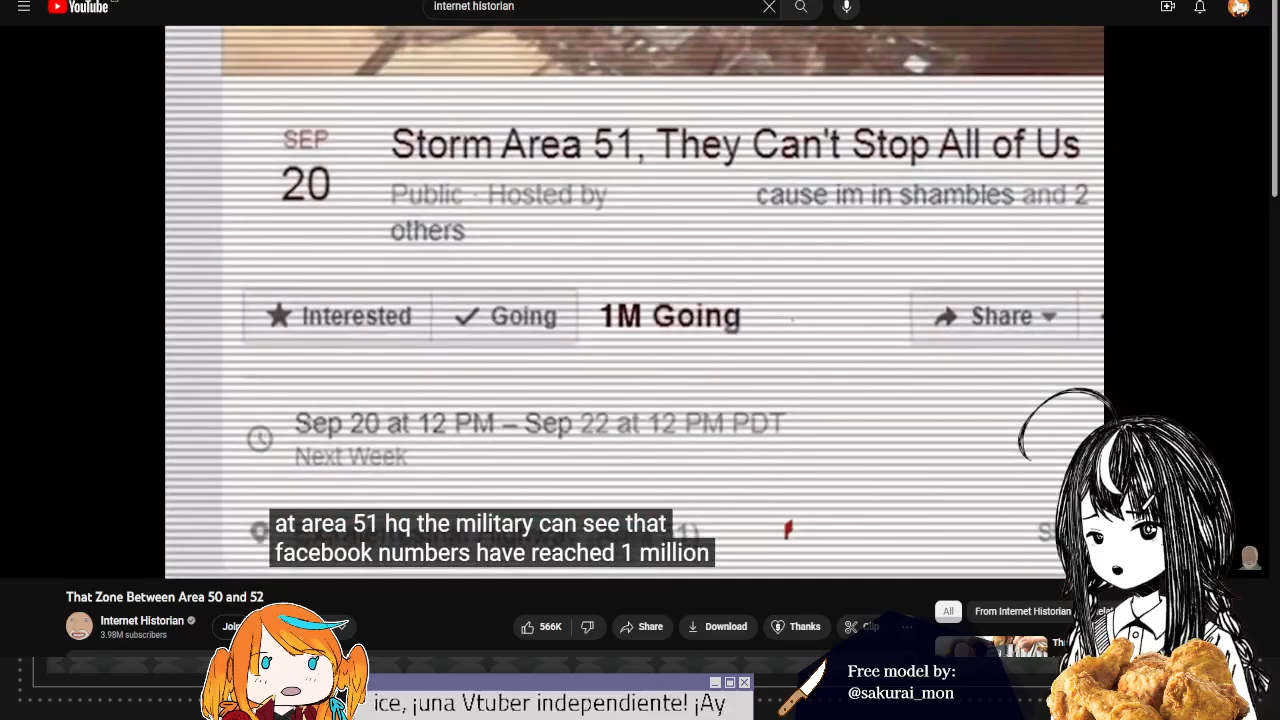 YouTube
internet historian
SEP
20
Storm Area 51, They Can't Stop All of Us
Public · Hosted by cause im in shambles and 2
others
Interested
Going
1M Going
Share
Sep 20 at 12 PM – Sep 22 at 12 PM PDT
Next Week
at area 51 hq the military can see that
facebook numbers have reached 1 million
That Zone Between Area 50 and 52
Internet Historian
3.98M subscribers
566K
Share
Download
Thanks
Clip
All
From Internet Historian
Free model by:
@sakurai_mon
ice, ¡una Vtuber independiente! ¡Ay